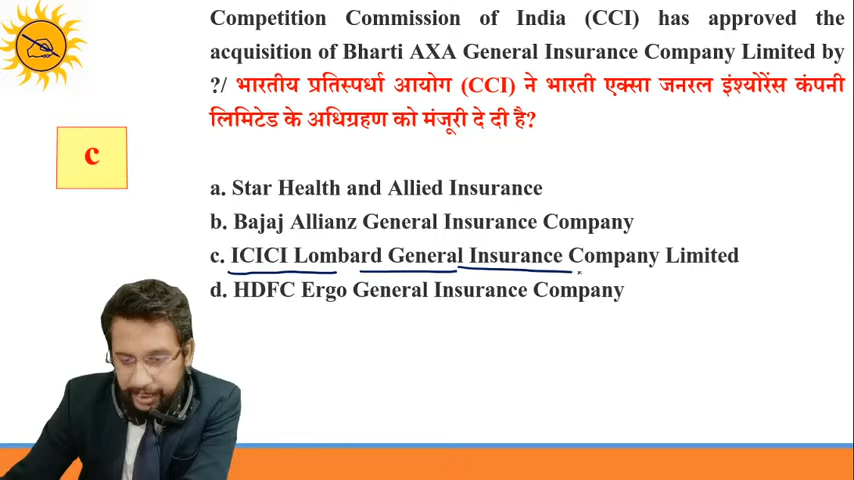 Competition Commission of India (CCI) has approved the
acquisition of Bharti AXA General Insurance Company Limited by
?/ भारतीय प्रतिस्पर्धा आयोग (CCI) ने भारती एक्सा जनरल इंश्योरेंस कंपनी
लिमिटेड के अधिग्रहण को मंजूरी दे दी है?
c
a. Star Health and Allied Insurance
b. Bajaj Allianz General Insurance Company
c. ICICI Lombard General Insurance Company Limited
d. HDFC Ergo General Insurance Company